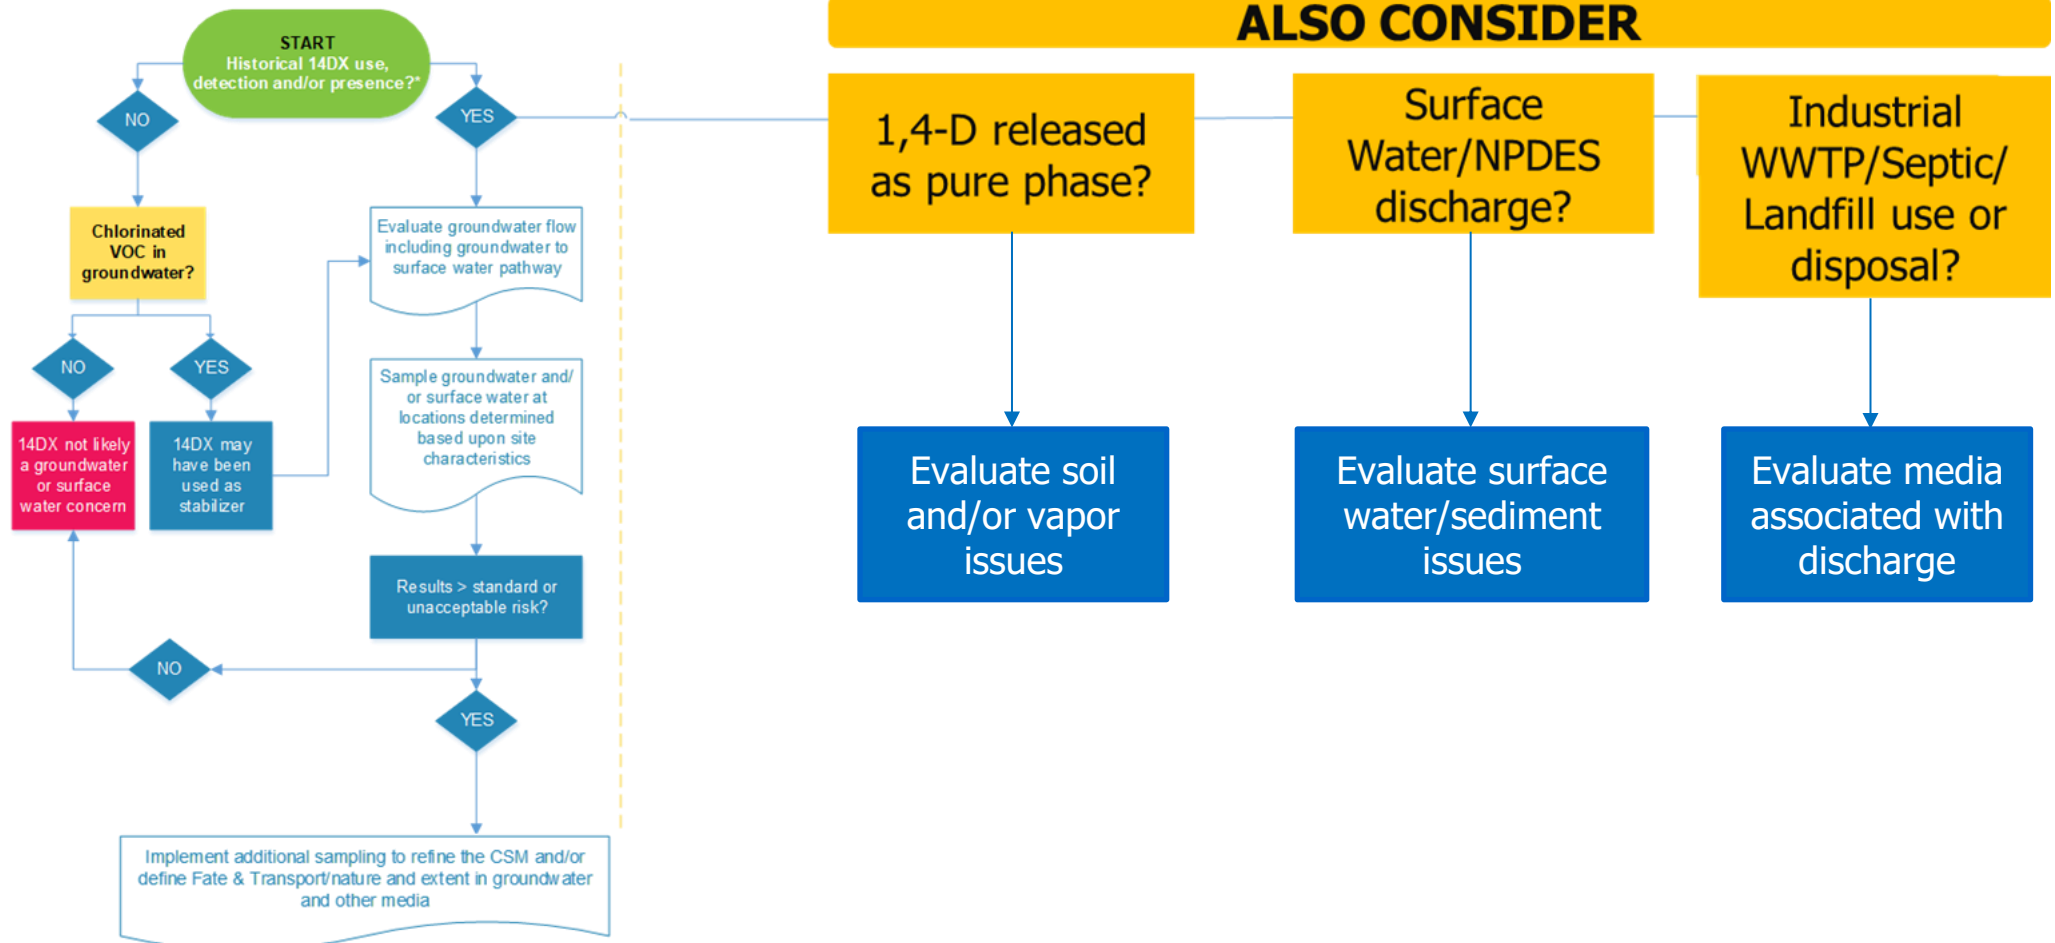 START
Historical 14DX use,
detection and/or presence?*
NO
YES
Chlorinated
VOC in
groundwater?
NO
YES
14DX not likely
a groundwater
or surface
water concern
14DX may
have been
used as
stabilizer
Evaluate groundwater flow
including groundwater to
surface water pathway
Sample groundwater and/
or surface water at
locations determined
based upon site
characteristics
Results > standard or
unacceptable risk?
NO
YES
Implement additional sampling to refine the CSM and/or
define Fate & Transport/nature and extent in groundwater
and other media
ALSO CONSIDER
1,4-D released
as pure phase?
Surface
Water/NPDES
discharge?
Industrial
WWTP/Septic/
Landfill use or
disposal?
Evaluate soil
and/or vapor
issues
Evaluate surface
water/sediment
issues
Evaluate media
associated with
discharge